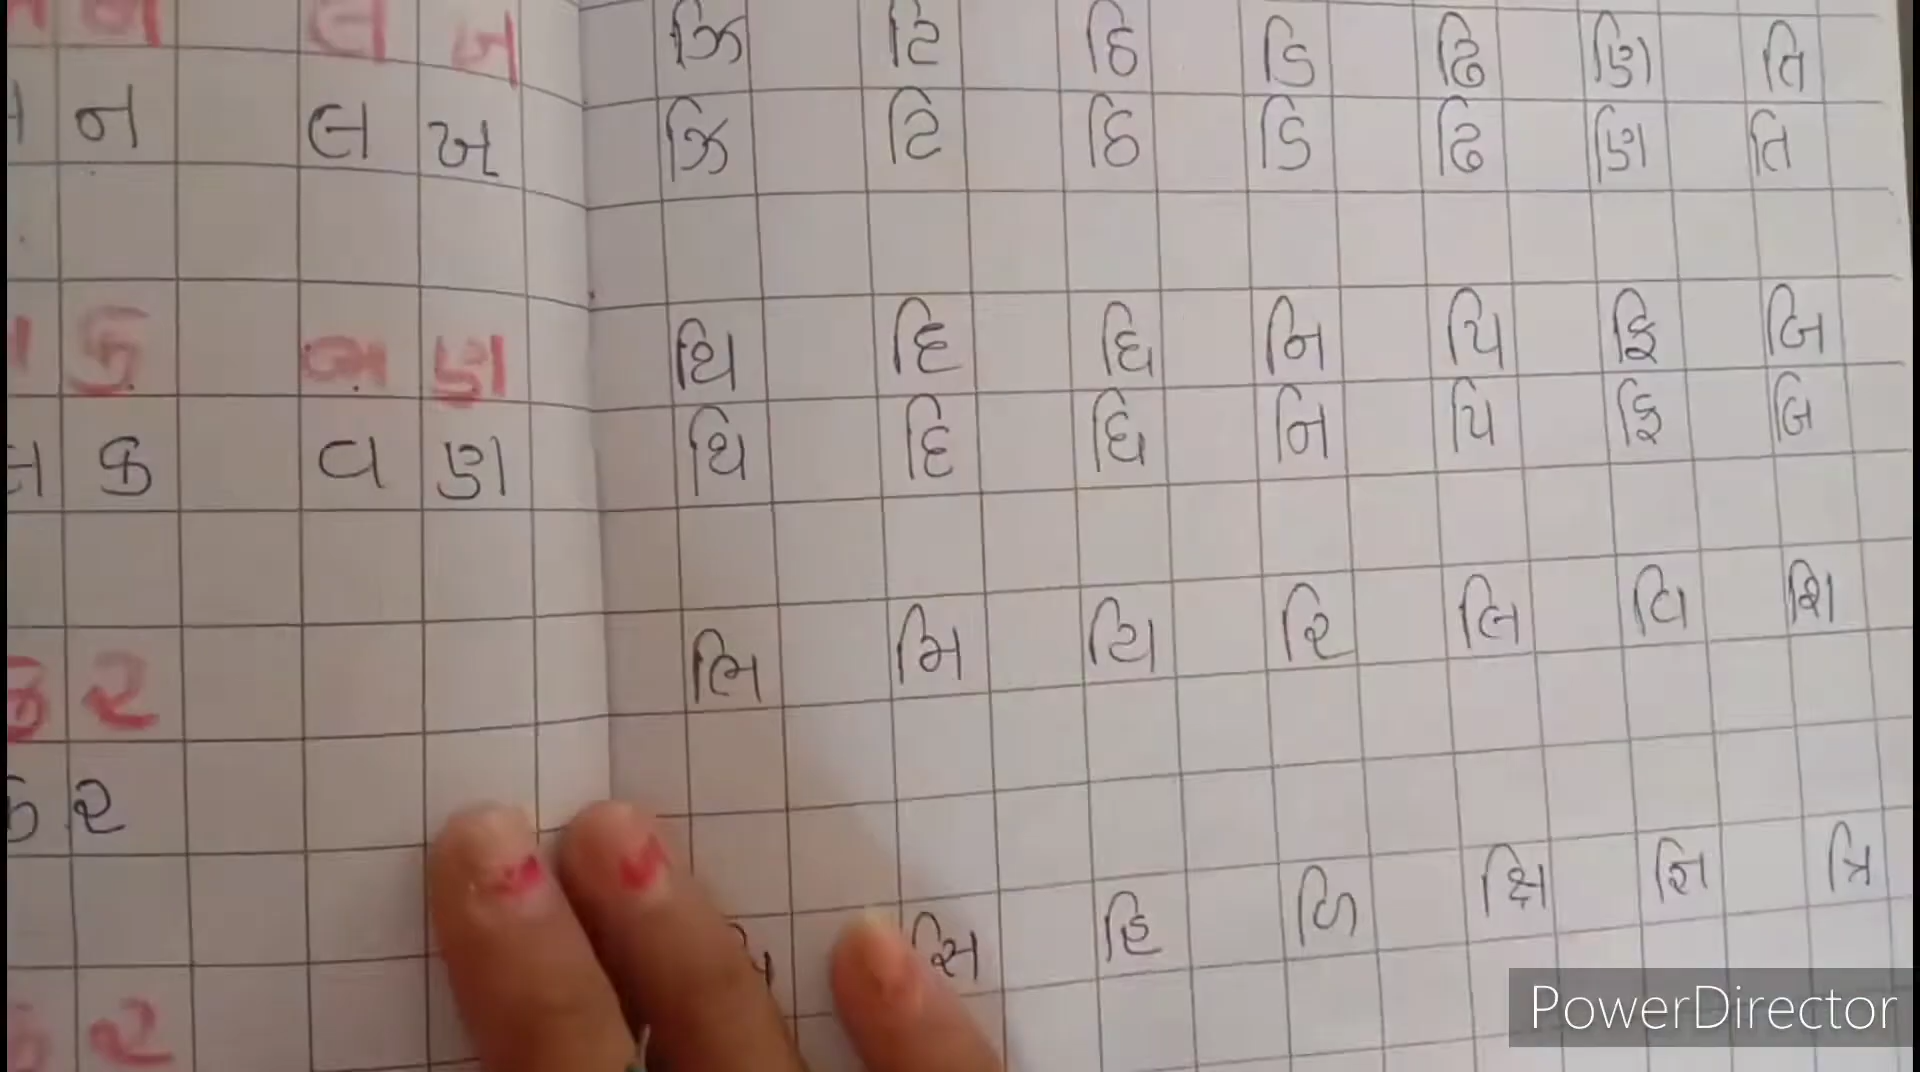 લ ખ
ન લ ખ
ક બ ણ
ક વ ણ
ર
ર
ર
ઝિ ટિ ઠિ ડિ ઢિ ણિ તિ
ઝિ ટિ ઠિ ડિ ઢિ ણિ તિ
થિ દિ ધિ નિ પિ ફિ બિ
થિ દિ ધિ નિ પિ ફિ બિ
ભિ મિ યિ રિ લિ વિ શિ
સિ હિ ળિ ક્ષિ જ્ઞિ ત્રિ
PowerDirector